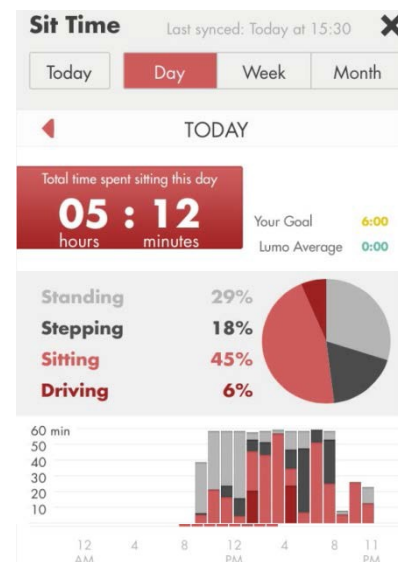 Sit Time Last synced: Today at 15:30 X
Today Day Week Month
TODAY
Total time spent sitting this day
05 : 12
hours minutes
Your Goal 6:00
Lumo Average 0:00
Standing 29%
Stepping 18%
Sitting 45%
Driving 6%
60 min
50
40
30
20
10
12 4 8 12 4 8 11
AM PM PM